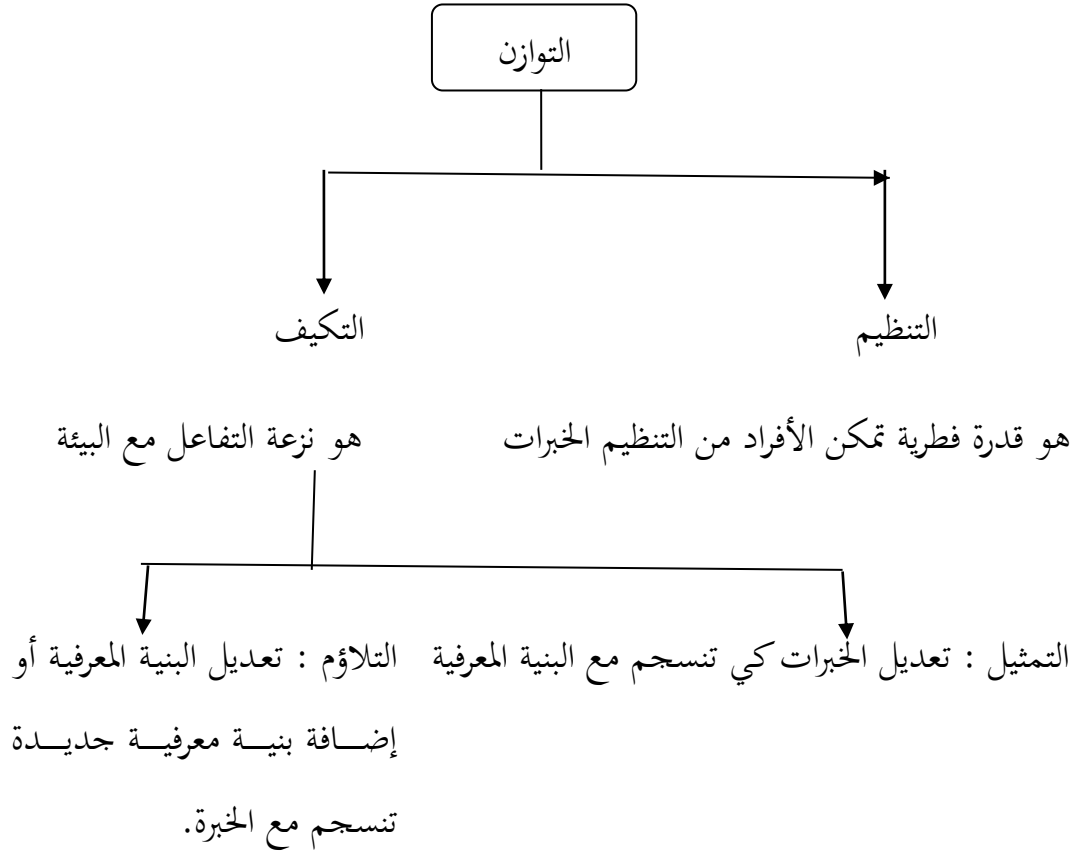 التوازن
التنظيم
التكيف
هو قدرة فطرية تمكن الأفراد من التنظيم الخبرات
هو نزعة التفاعل مع البيئة
التمثيل : تعديل الخبرات كي تنسجم مع البنية المعرفية
التلاؤم : تعديل البنية المعرفية أو
إضافة بنية معرفية جديدة
تنسجم مع الخبرة.